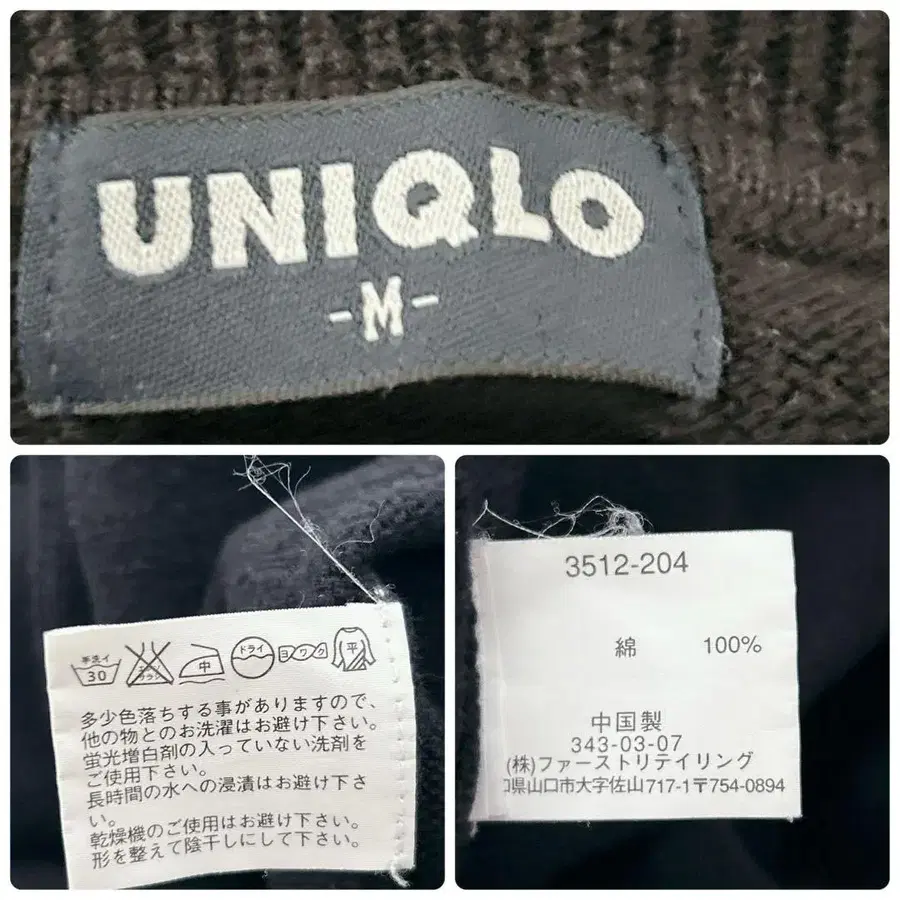 UNIQLO
-M-
手洗イ
30
エンソ
サラシ
中
ドライ
ヨワク
平
多少色落ちする事がありますので、
他の物とのお洗濯はお避け下さい。
蛍光増白剤の入っていない洗剤を
ご使用下さい。
長時間の水への浸漬はお避け下さ
い。
乾燥機のご使用はお避け下さい。
形を整えて陰干しにして下さい。
3512-204
綿 100%
中国製
343-03-07
(株)ファーストリテイリング
県山口市大字佐山717-1〒754-0894